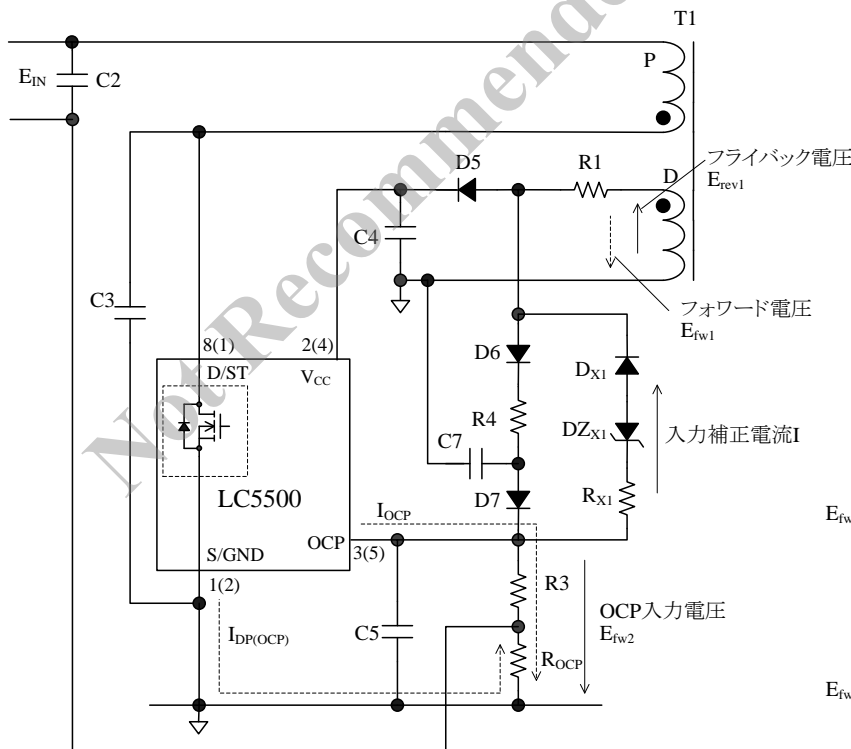 T1
P
E_IN
C2
D5
R1
D
フライバック電圧
E_rev1
C4
C3
フォワード電圧
E_fw1
8(1)
2(4)
D/ST
V_CC
D6
D_X1
R4
DZ_X1
入力補正電流I
C7
LC5500
D7
R_X1
I_OCP
E_fw
OCP
3(5)
S/GND
1(2)
R3
OCP入力電圧
E_fw2
I_DP(OCP)
C5
R_OCP
E_fw
Not Recommende